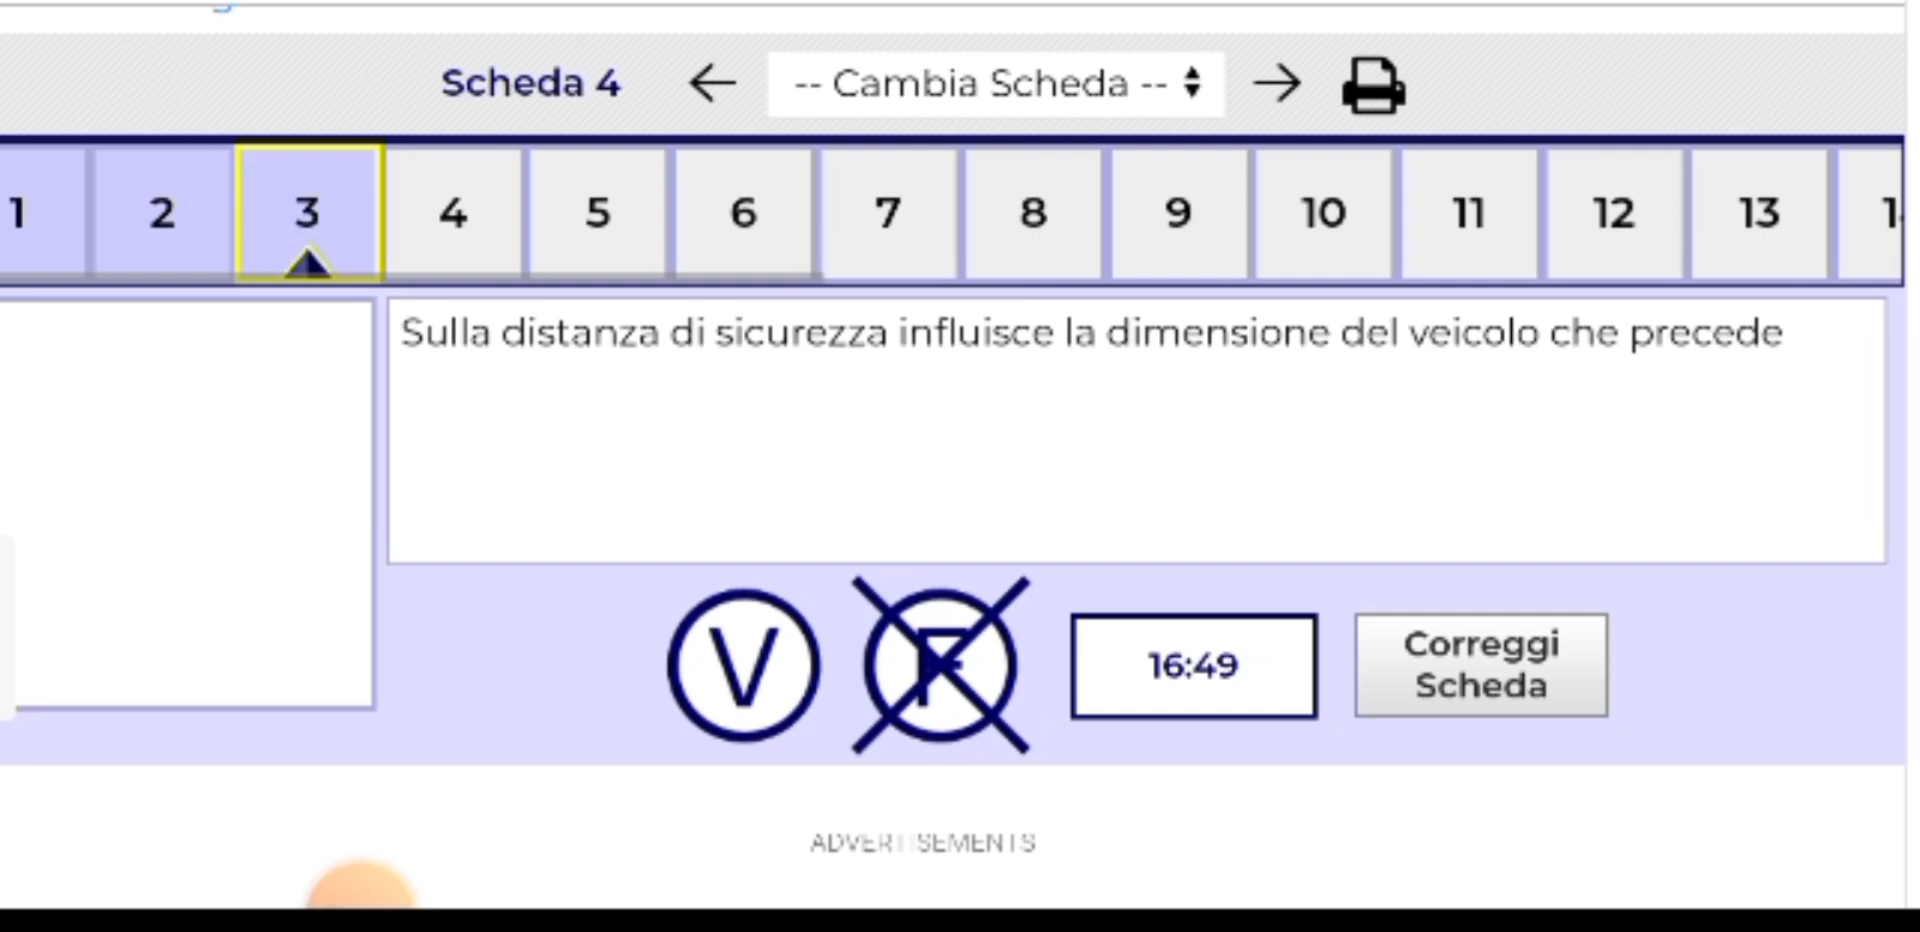 Scheda 4
-- Cambia Scheda --
1 2 3 4 5 6 7 8 9 10 11 12 13
Sulla distanza di sicurezza influisce la dimensione del veicolo che precede
V F 16:49 Correggi
Scheda
ADVERTISEMENTS